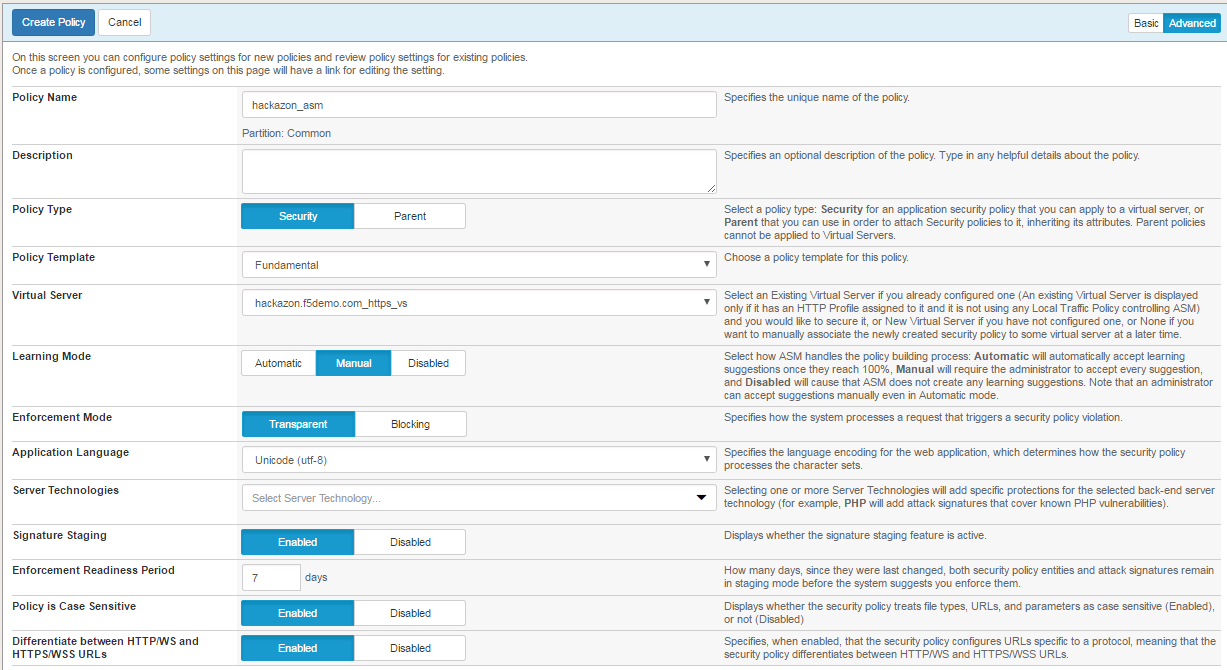 Create Policy Cancel Basic Advanced
On this screen you can configure policy settings for new policies and review policy settings for existing policies.
Once a policy is configured, some settings on this page will have a link for editing the setting.
Policy Name
hackazon_asm
Partition: Common
Specifies the unique name of the policy.
Description
Specifies an optional description of the policy. Type in any helpful details about the policy.
Policy Type
Security Parent
Select a policy type: Security for an application security policy that you can apply to a virtual server, or
Parent that you can use in order to attach Security policies to it, inheriting its attributes. Parent policies
cannot be applied to Virtual Servers.
Policy Template
Fundamental
Choose a policy template for this policy.
Virtual Server
hackazon.f5demo.com_https_vs
Select an Existing Virtual Server if you already configured one (An existing Virtual Server is displayed
only if it has an HTTP Profile assigned to it and it is not using any Local Traffic Policy controlling ASM)
and you would like to secure it, or New Virtual Server if you have not configured one, or None if you
want to manually associate the newly created security policy to some virtual server at a later time.
Learning Mode
Automatic Manual Disabled
Select how ASM handles the policy building process: Automatic will automatically accept learning
suggestions once they reach 100%, Manual will require the administrator to accept every suggestion,
and Disabled will cause that ASM does not create any learning suggestions. Note that an administrator
can accept suggestions manually even in Automatic mode.
Enforcement Mode
Transparent Blocking
Specifies how the system processes a request that triggers a security policy violation.
Application Language
Unicode (utf-8)
Specifies the language encoding for the web application, which determines how the security policy
processes the character sets.
Server Technologies
Select Server Technology...
Selecting one or more Server Technologies will add specific protections for the selected back-end server
technology (for example, PHP will add attack signatures that cover known PHP vulnerabilities).
Signature Staging
Enabled Disabled
Displays whether the signature staging feature is active.
Enforcement Readiness Period
7 days
How many days, since they were last changed, both security policy entities and attack signatures remain
in staging mode before the system suggests you enforce them.
Policy is Case Sensitive
Enabled Disabled
Displays whether the security policy treats file types, URLs, and parameters as case sensitive (Enabled),
or not (Disabled)
Differentiate between HTTP/WS and
HTTPS/WSS URLs
Enabled Disabled
Specifies, when enabled, that the security policy configures URLs specific to a protocol, meaning that the
security policy differentiates between HTTP/WS and HTTPS/WSS URLs.